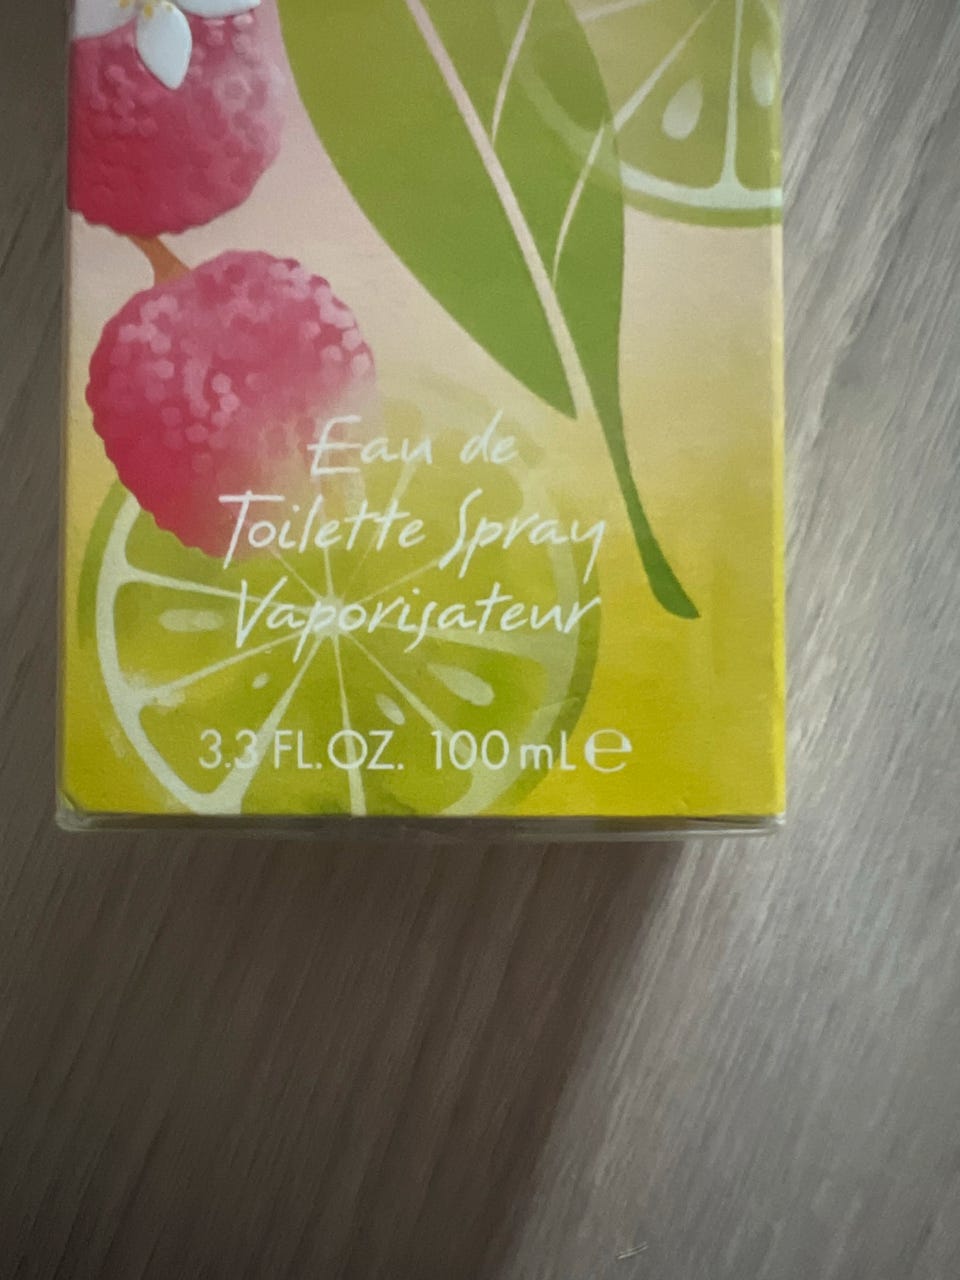 Eau de
Toilette Spray
Vaporisateur
3.3 FL.OZ. 100 mL ℮